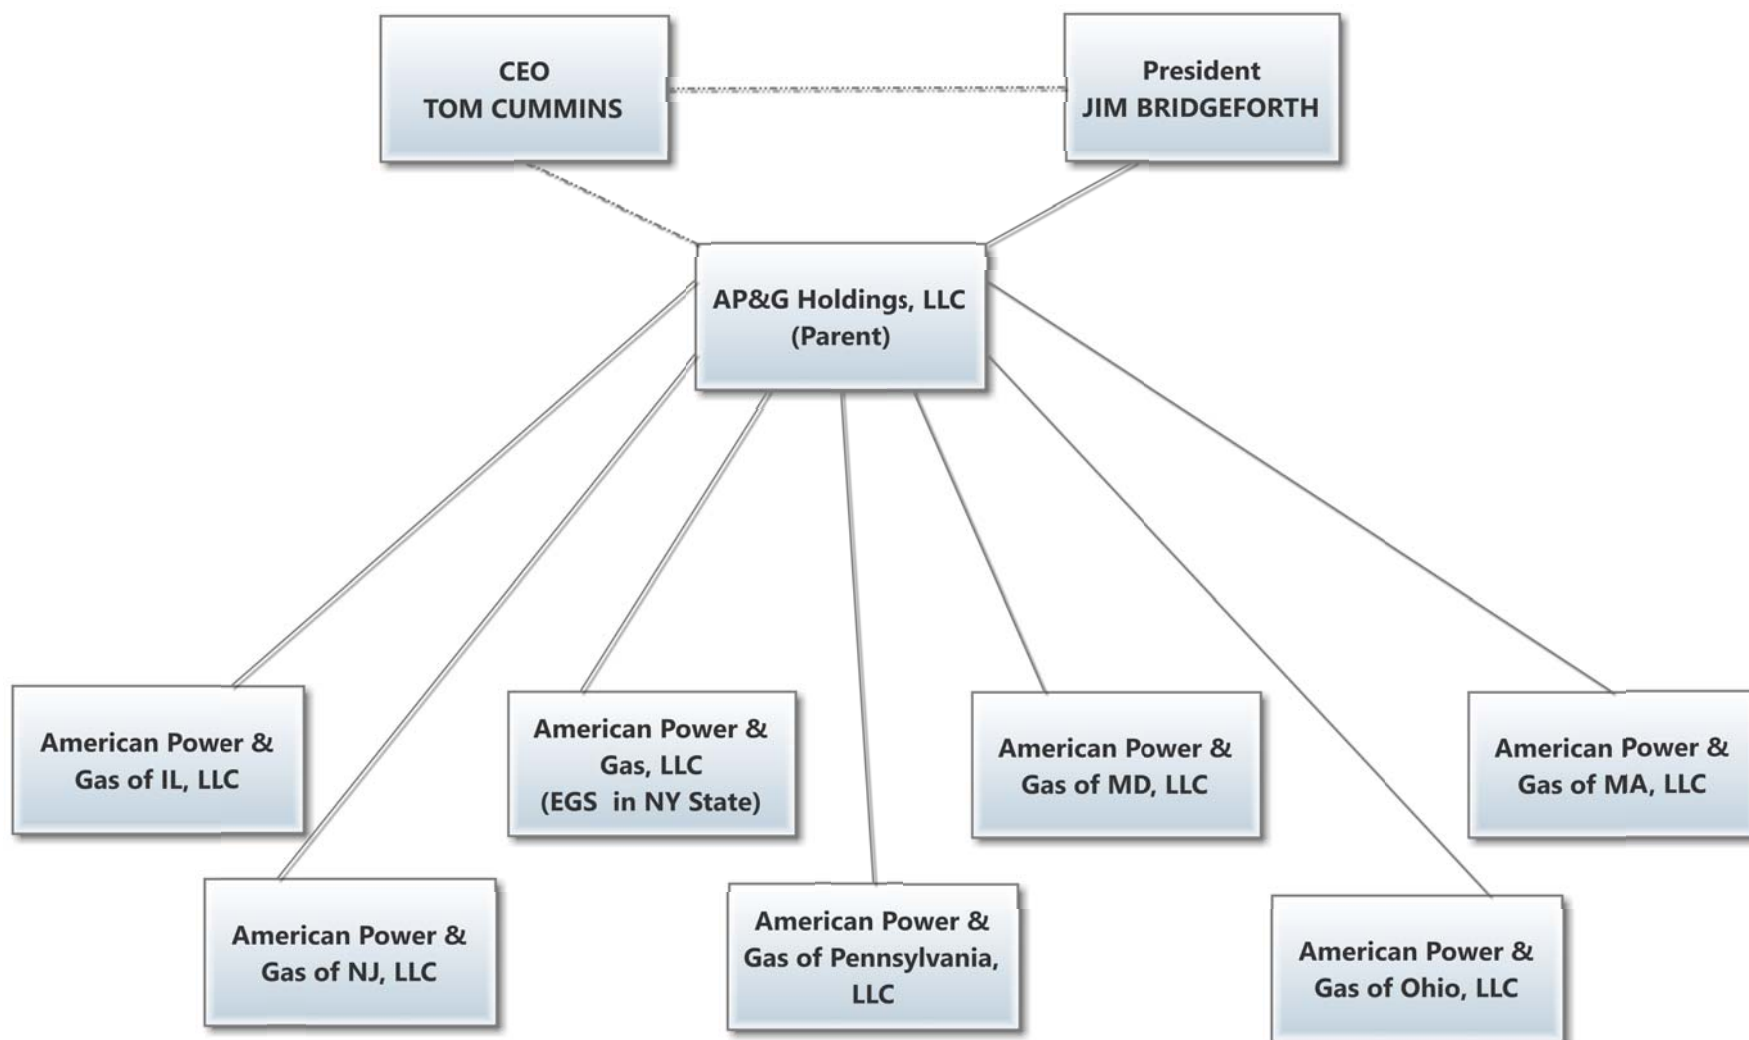 CEO
TOM CUMMINS
President
JIM BRIDGEFORTH
AP&G Holdings, LLC
(Parent)
American Power &
Gas of IL, LLC
American Power &
Gas, LLC
(EGS  in NY State)
American Power &
Gas of MD, LLC
American Power &
Gas of MA, LLC
American Power &
Gas of NJ, LLC
American Power &
Gas of Pennsylvania,
LLC
American Power &
Gas of Ohio, LLC